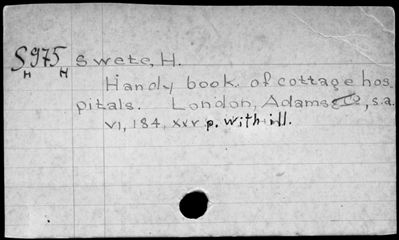 S975 Swete, H.
H H
Handy book of cottage hos
pitals. London, Adams &Co, s.a.
VI, 184, xxv p. with ill.